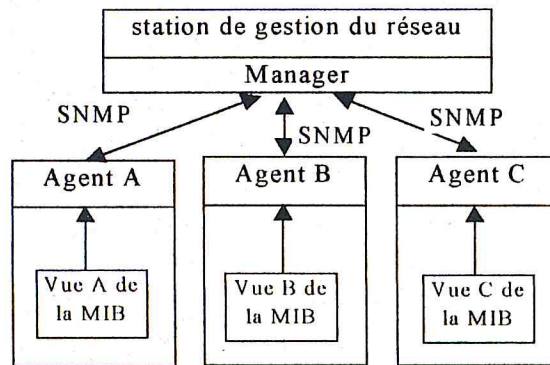 station de gestion du réseau
Manager
SNMP
SNMP
SNMP
Agent A
Agent B
Agent C
Vue A de
la MIB
Vue B de
la MIB
Vue C de
la MIB